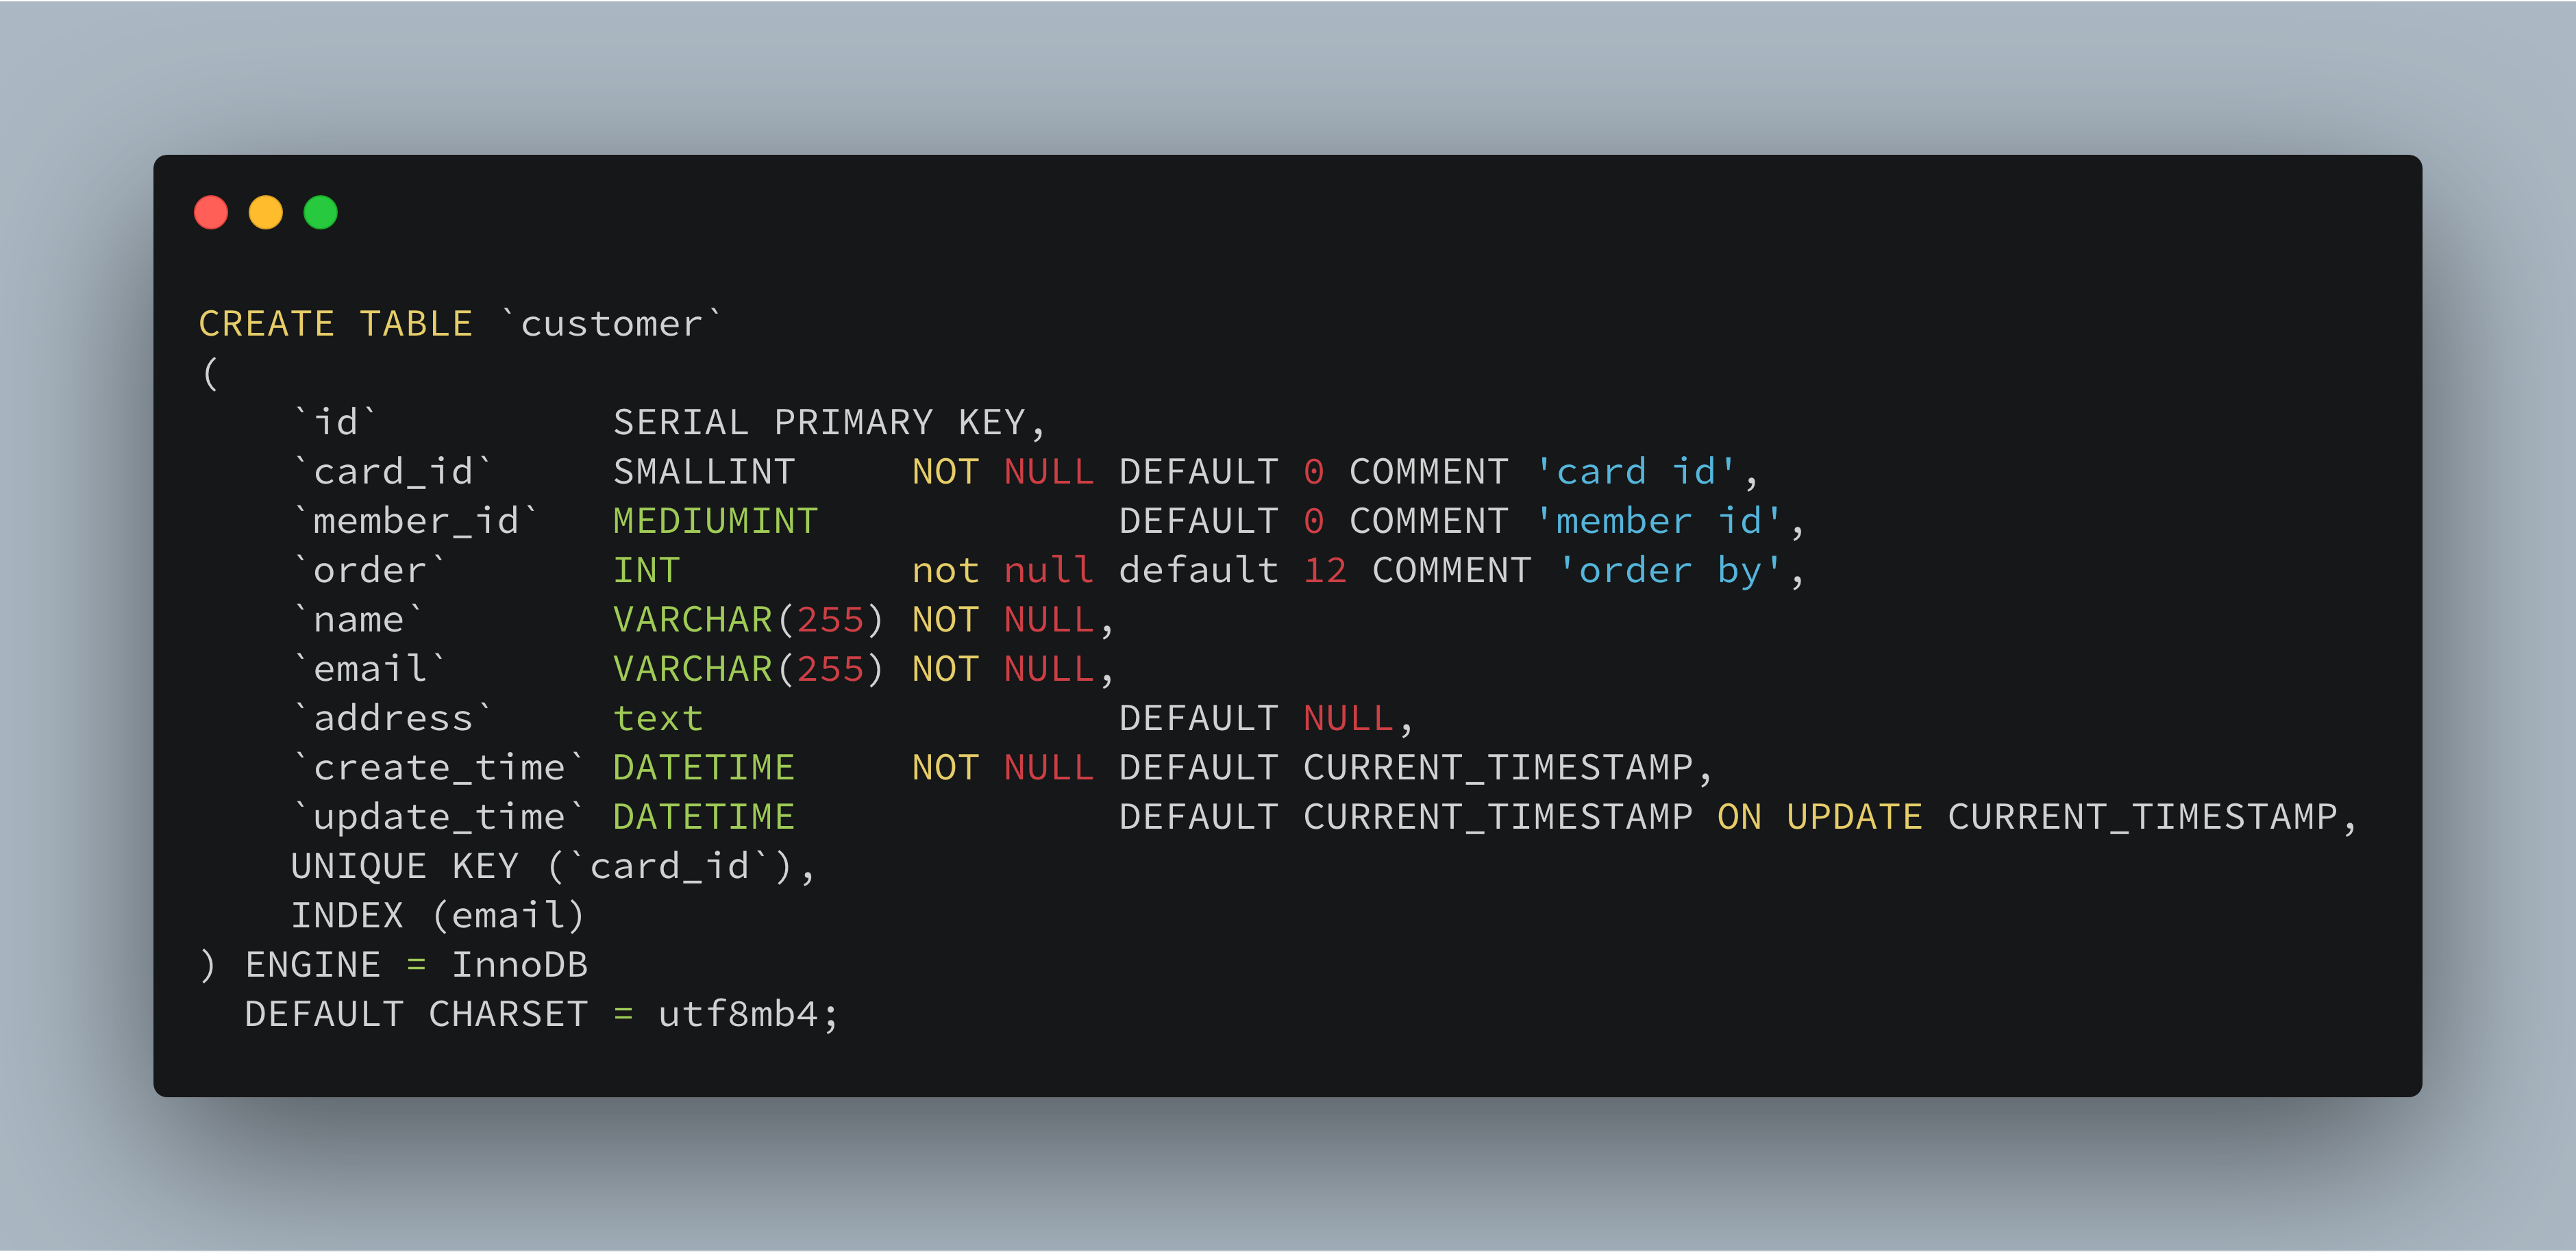 CREATE TABLE `customer`
(
    `id`          SERIAL PRIMARY KEY,
    `card_id`     SMALLINT     NOT NULL DEFAULT 0 COMMENT 'card id',
    `member_id`   MEDIUMINT             DEFAULT 0 COMMENT 'member id',
    `order`       INT          not null default 12 COMMENT 'order by',
    `name`        VARCHAR(255) NOT NULL,
    `email`       VARCHAR(255) NOT NULL,
    `address`     text                  DEFAULT NULL,
    `create_time` DATETIME     NOT NULL DEFAULT CURRENT_TIMESTAMP,
    `update_time` DATETIME              DEFAULT CURRENT_TIMESTAMP ON UPDATE CURRENT_TIMESTAMP,
    UNIQUE KEY (`card_id`),
    INDEX (email)
) ENGINE = InnoDB
  DEFAULT CHARSET = utf8mb4;